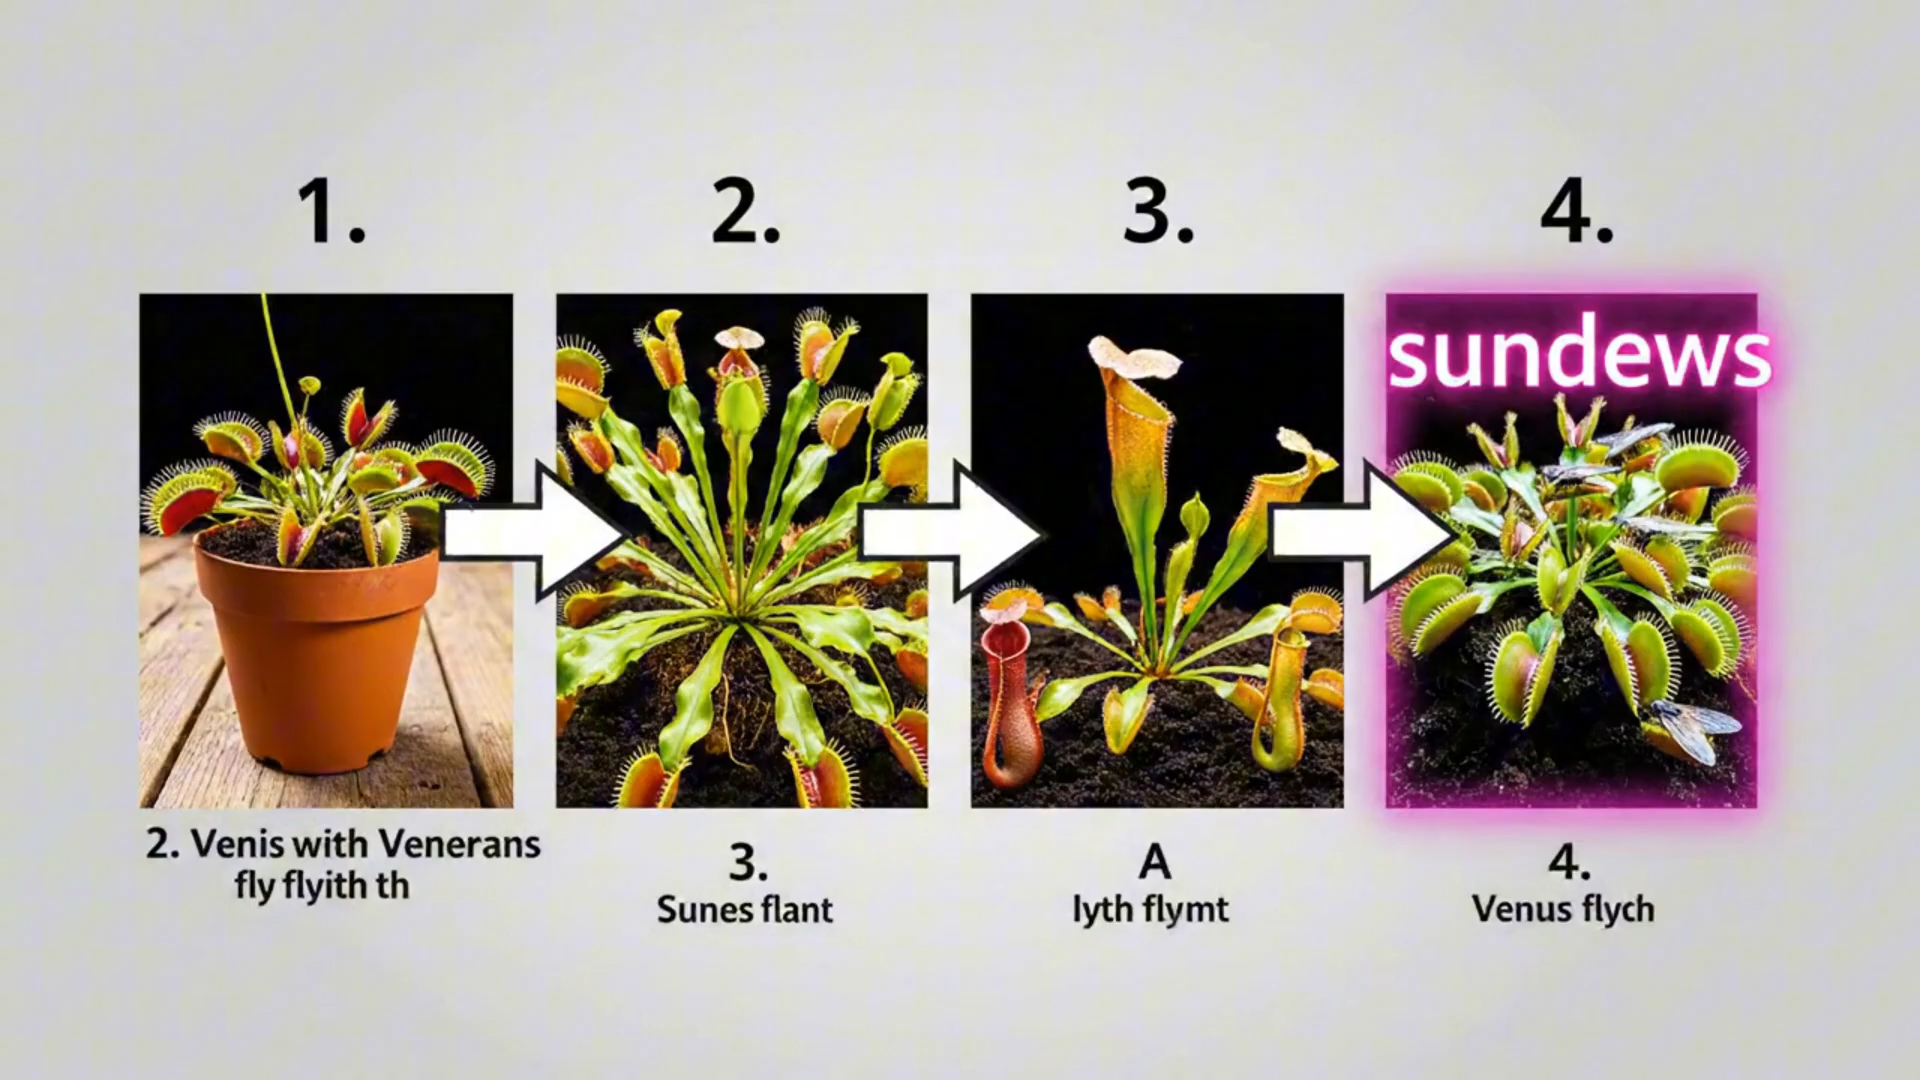 1.
2.
3.
4.
sundews
2. Venis with Venerans
fly flyith th
3.
Sunes flant
A
lyth flymt
4.
Venus flych